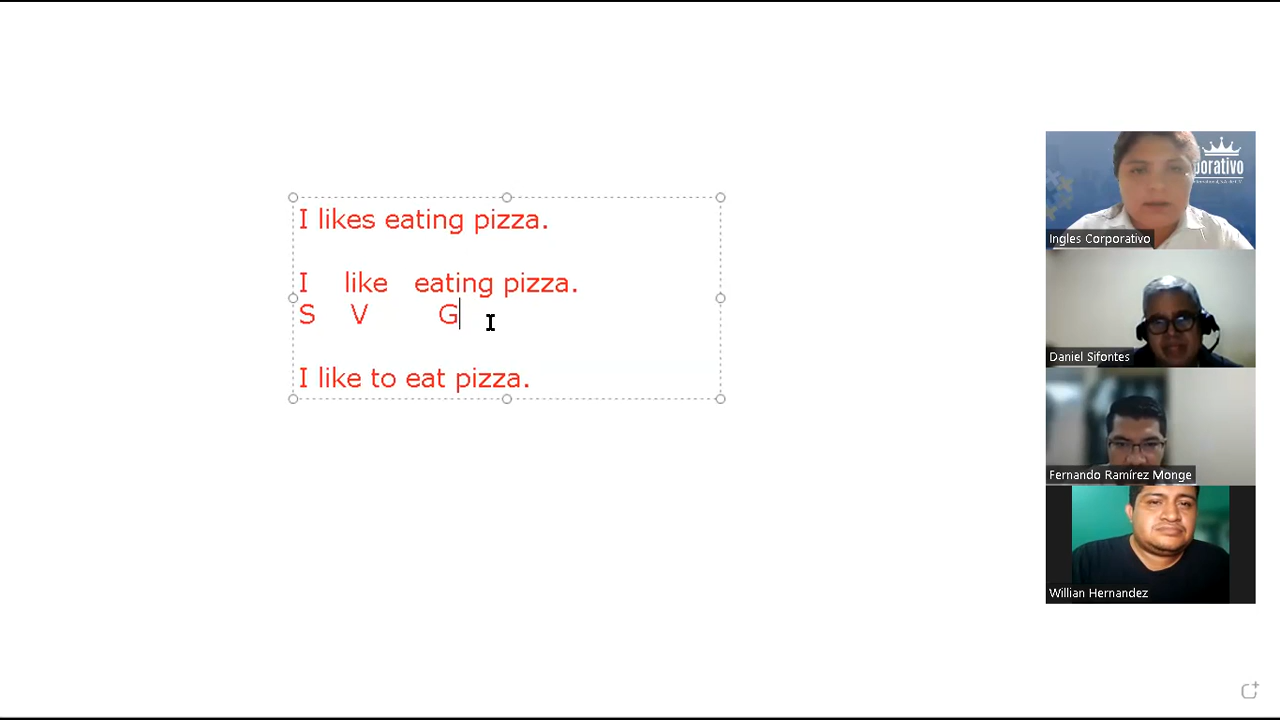 I likes eating pizza.
I like eating pizza.
S V G
I like to eat pizza.
porativo
Ingles Corporativo
Daniel Sifontes
Fernando Ramírez Monge
Willian Hernandez